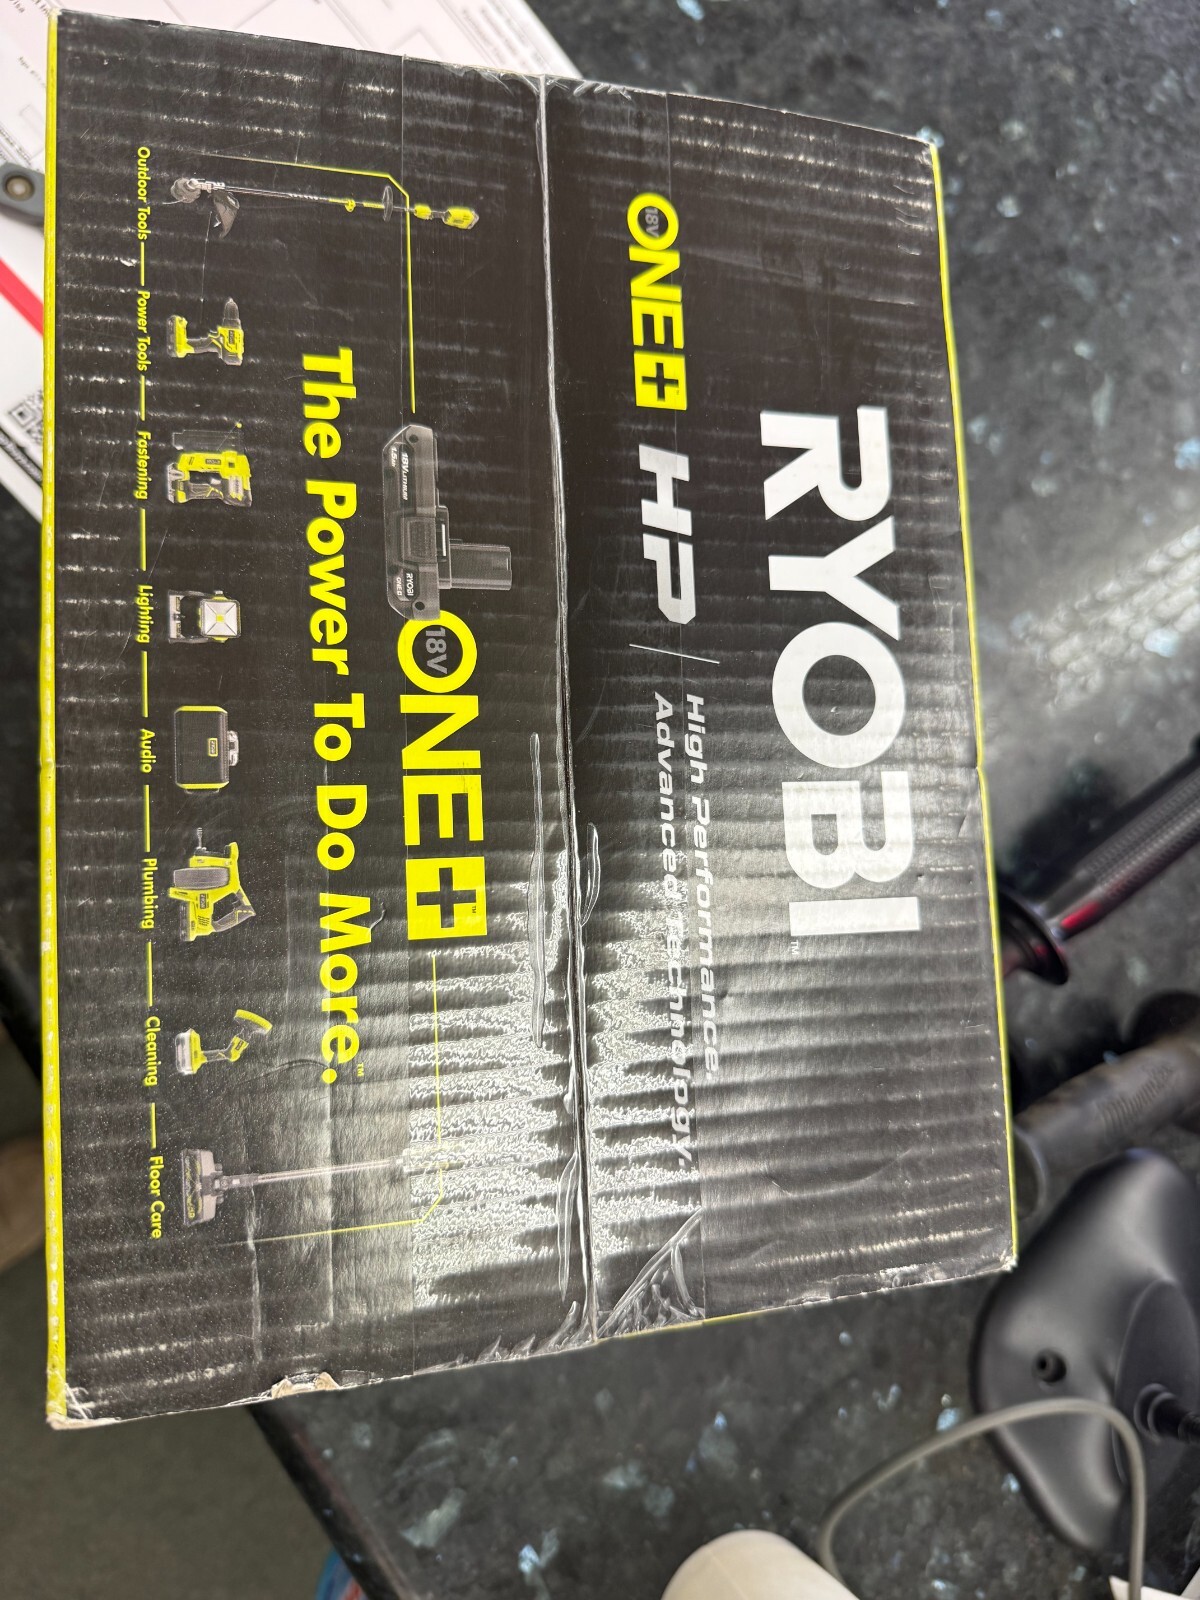 RYOBI™
18V ONE+ HP High Performance.
Advanced Technology.
18V ONE+™
The Power To Do More.™
Outdoor Tools
Power Tools
Fastening
Lighting
Audio
Plumbing
Cleaning
Floor Care